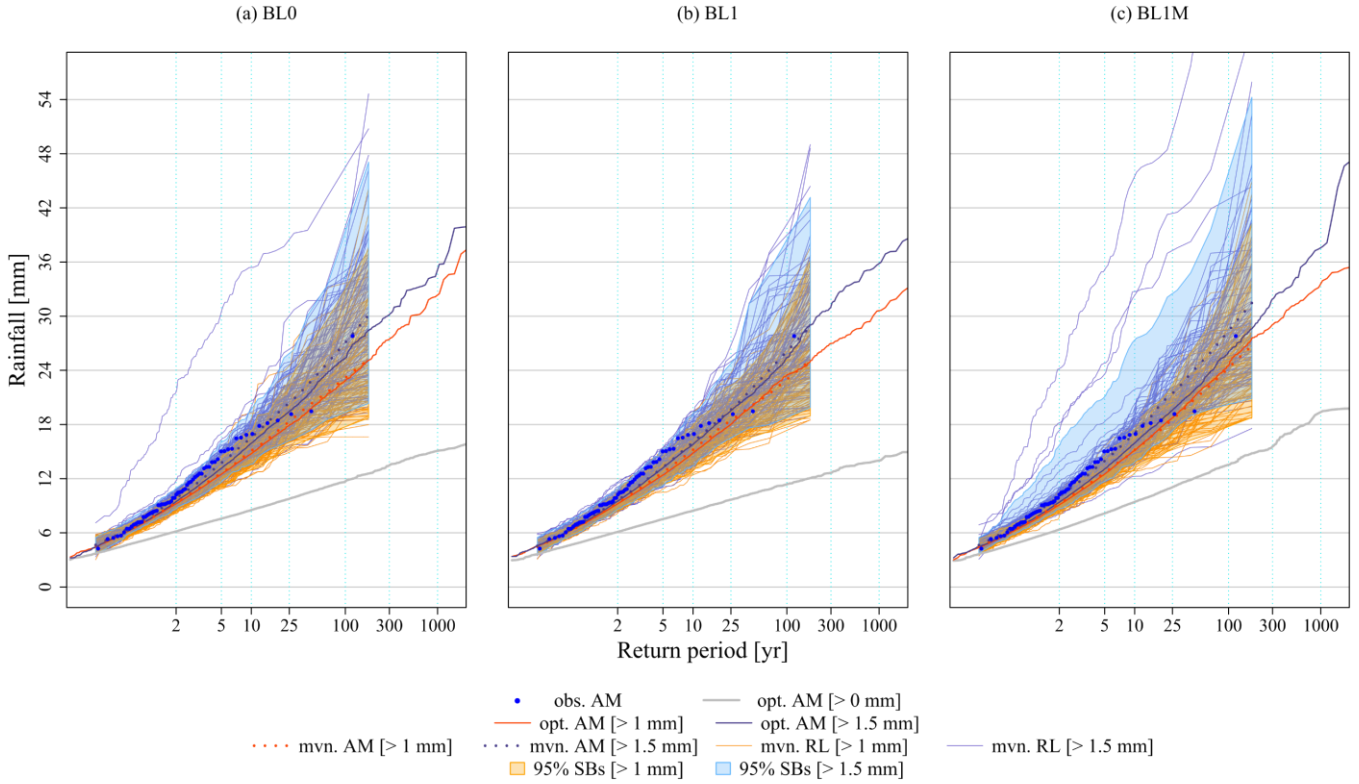 (a) BL0
(b) BL1
(c) BL1M
Rainfall [mm]
54
48
42
36
30
24
18
12
6
0
2 5 10 25 100 300 1000
2 5 10 25 100 300 1000
2 5 10 25 100 300 1000
Return period [yr]
obs. AM
opt. AM [> 0 mm]
opt. AM [> 1 mm]
opt. AM [> 1.5 mm]
mvn. AM [> 1 mm]
mvn. AM [> 1.5 mm]
mvn. RL [> 1 mm]
mvn. RL [> 1.5 mm]
95% SBs [> 1 mm]
95% SBs [> 1.5 mm]